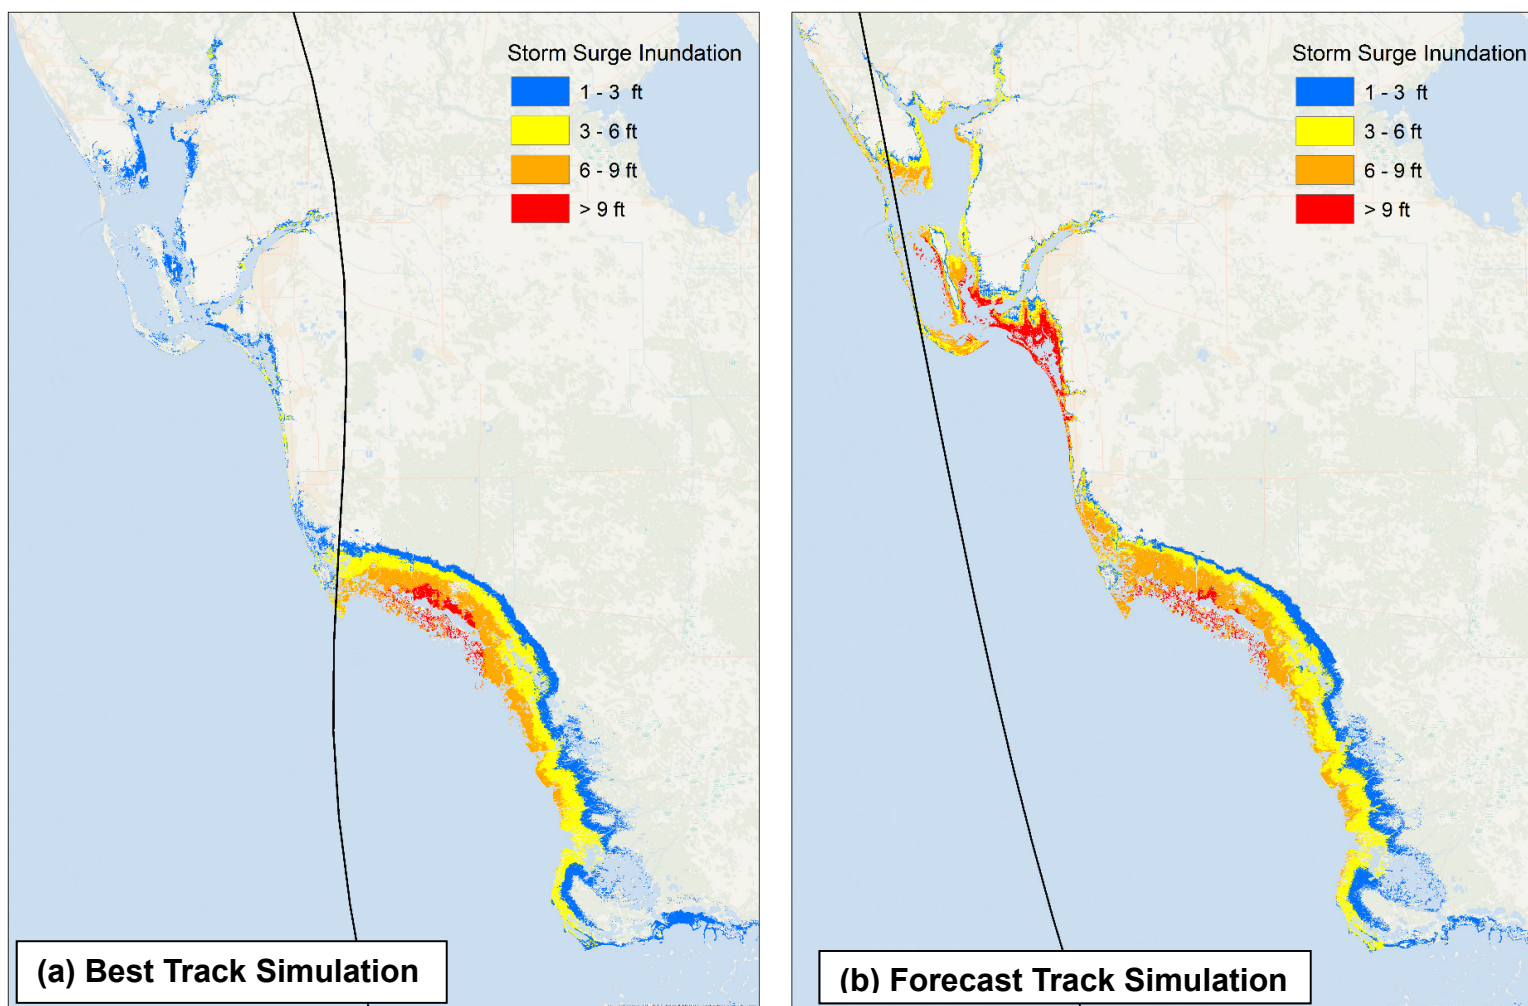 Storm Surge Inundation
1 - 3 ft
3 - 6 ft
6 - 9 ft
> 9 ft
(a) Best Track Simulation
Storm Surge Inundation
1 - 3 ft
3 - 6 ft
6 - 9 ft
> 9 ft
(b) Forecast Track Simulation